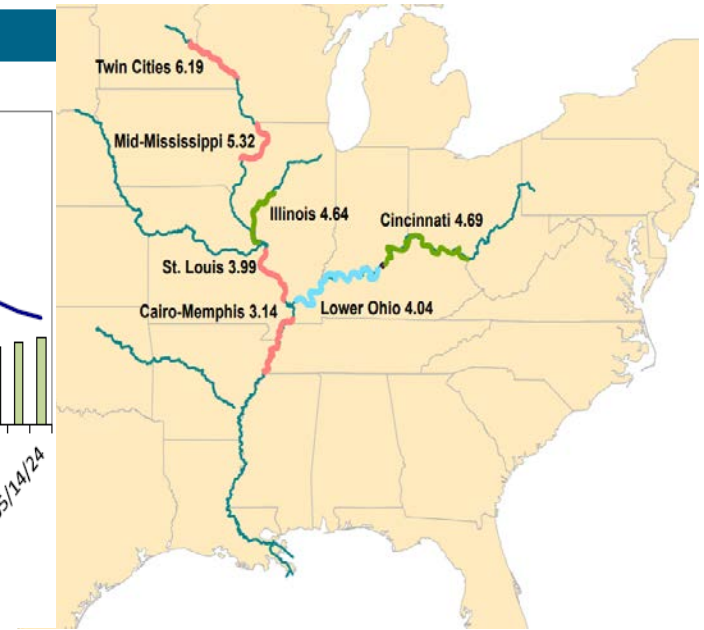 Twin Cities 6.19
Mid-Mississippi 5.32
Illinois 4.64
Cincinnati 4.69
St. Louis 3.99
Cairo-Memphis 3.14
Lower Ohio 4.04
5/14/24